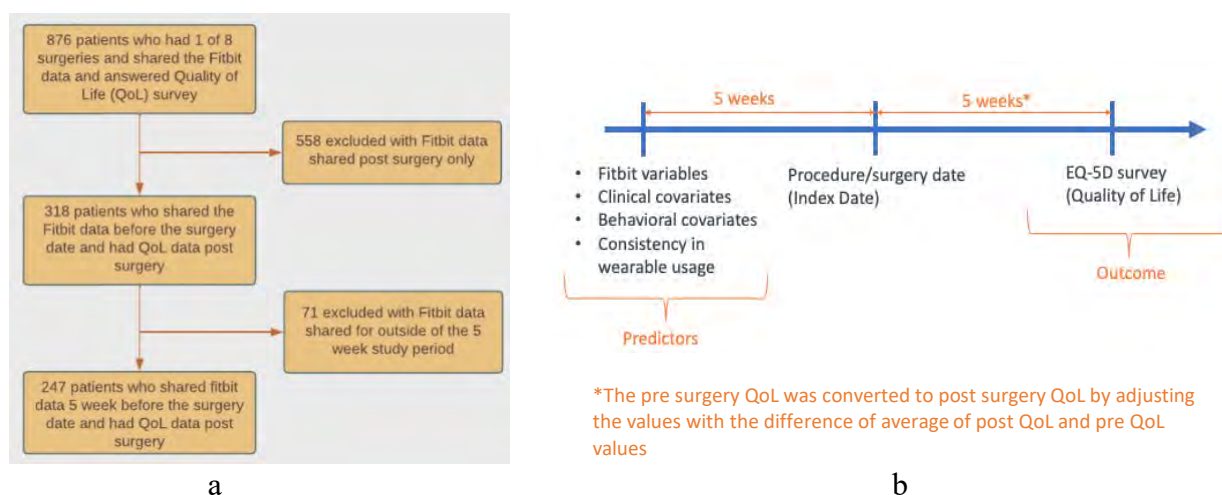 876 patients who had 1 of 8
surgeries and shared the Fitbit
data and answered Quality of
Life (QoL) survey
558 excluded with Fitbit data
shared post surgery only
318 patients who shared the
Fitbit data before the surgery
date and had QoL data post
surgery
71 excluded with Fitbit data
shared for outside of the 5
week study period
247 patients who shared fitbit
data 5 week before the surgery
date and had QoL data post
surgery
a
5 weeks
5 weeks*
• Fitbit variables
• Clinical covariates
• Behavioral covariates
• Consistency in
wearable usage
Predictors
Procedure/surgery date
(Index Date)
EQ-5D survey
(Quality of Life)
Outcome
*The pre surgery QoL was converted to post surgery QoL by adjusting
the values with the difference of average of post QoL and pre QoL
values
b